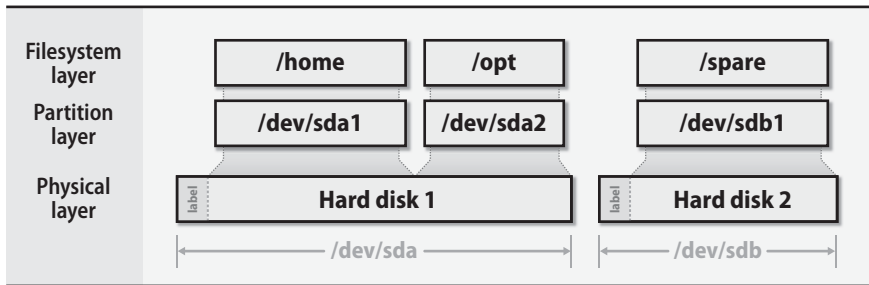 Filesystem
layer
/home
/opt
/spare
Partition
layer
/dev/sda1
/dev/sda2
/dev/sdb1
Physical
layer
label
Hard disk 1
label
Hard disk 2
/dev/sda
/dev/sdb